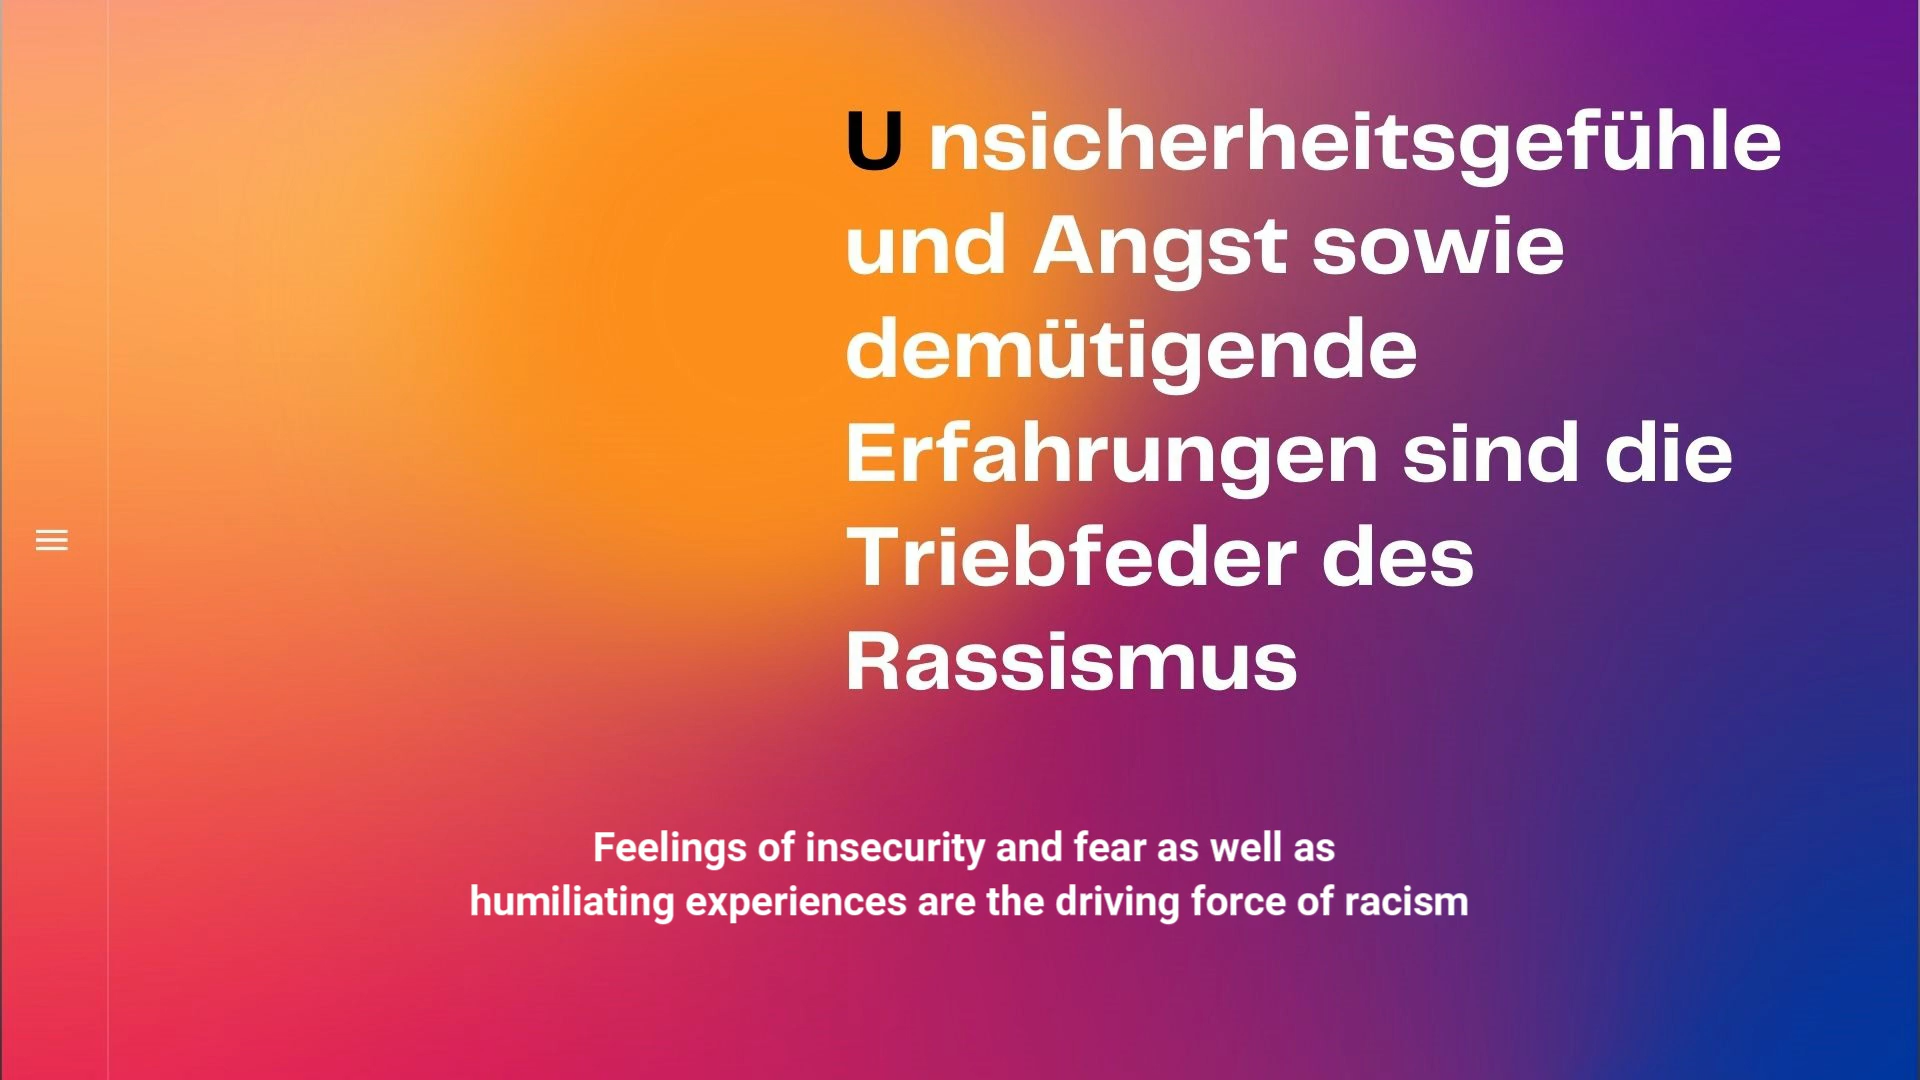 U nsicherheitsgefühle
und Angst sowie
demütigende
Erfahrungen sind die
Triebfeder des
Rassismus
Feelings of insecurity and fear as well as
humiliating experiences are the driving force of racism